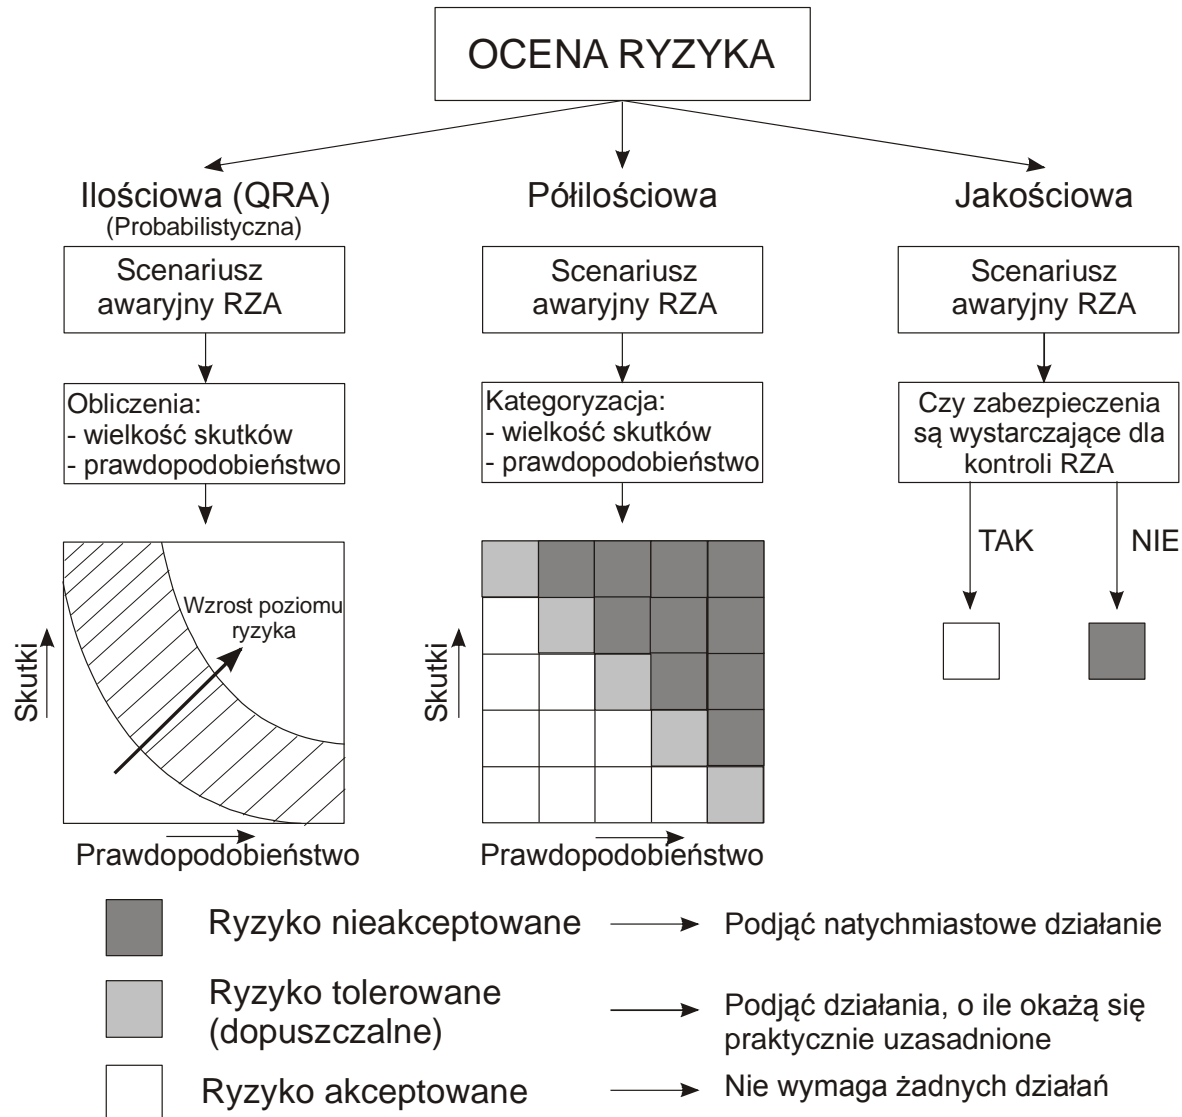 OCENA RYZYKA
Ilościowa (QRA)
(Probabilistyczna)
Scenariusz
awaryjny RZA
Obliczenia:
- wielkość skutków
- prawdopodobieństwo
Wzrost poziomu
ryzyka
Skutki
Prawdopodobieństwo
Półilościowa
Scenariusz
awaryjny RZA
Kategoryzacja:
- wielkość skutków
- prawdopodobieństwo
Skutki
Prawdopodobieństwo
Jakościowa
Scenariusz
awaryjny RZA
Czy zabezpieczenia
są wystarczające dla
kontroli RZA
TAK
NIE
Ryzyko nieakceptowane
Podjąć natychmiastowe działanie
Ryzyko tolerowane
(dopuszczalne)
Podjąć działania, o ile okażą się
praktycznie uzasadnione
Ryzyko akceptowane
Nie wymaga żadnych działań